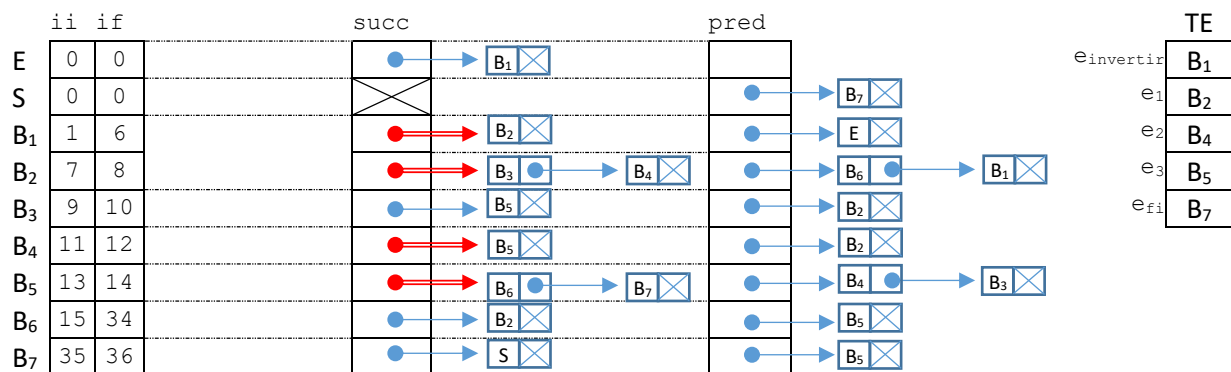 ii if succ pred TE
E 0 0 B₁ e_invertir B₁
S 0 0 B₇ e₁ B₂
B₁ 1 6 B₂ E e₂ B₄
B₂ 7 8 B₃ B₄ B₆ B₁ e₃ B₅
B₃ 9 10 B₅ B₂ e_fi B₇
B₄ 11 12 B₅ B₂
B₅ 13 14 B₆ B₇ B₄ B₃
B₆ 15 34 B₂ B₅
B₇ 35 36 S B₅